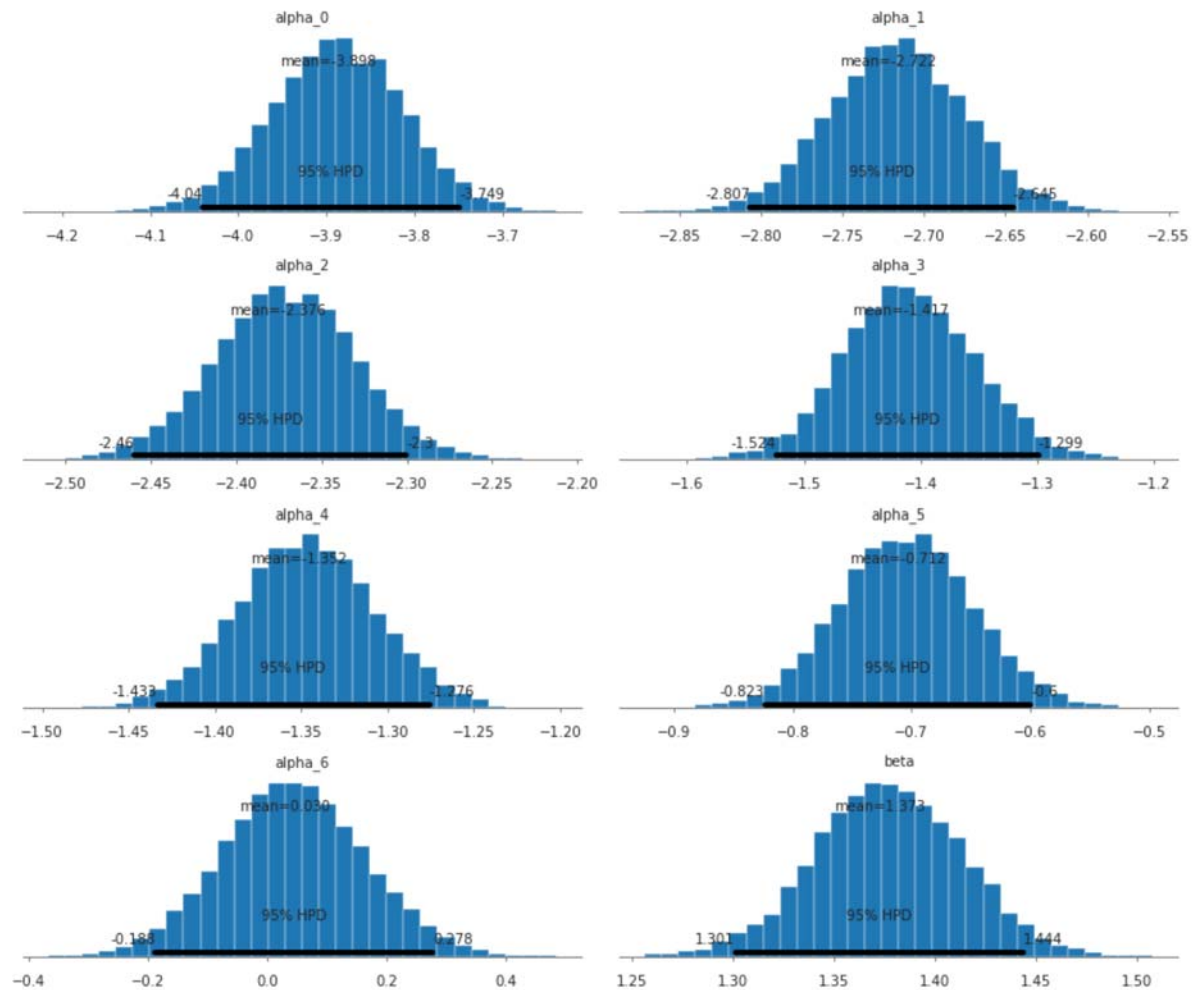 alpha_0
mean=-3.898
95% HPD
-4.04
-3.749
−4.2 −4.1 −4.0 −3.9 −3.8 −3.7
alpha_1
mean=-2.722
95% HPD
-2.807
-2.645
−2.85 −2.80 −2.75 −2.70 −2.65 −2.60 −2.55
alpha_2
mean=-2.376
95% HPD
-2.46
-2.3
−2.50 −2.45 −2.40 −2.35 −2.30 −2.25 −2.20
alpha_3
mean=-1.417
95% HPD
-1.524
-1.299
−1.6 −1.5 −1.4 −1.3 −1.2
alpha_4
mean=-1.352
95% HPD
-1.433
-1.276
−1.50 −1.45 −1.40 −1.35 −1.30 −1.25 −1.20
alpha_5
mean=-0.712
95% HPD
-0.823
-0.6
−0.9 −0.8 −0.7 −0.6 −0.5
alpha_6
mean=0.030
95% HPD
-0.188
0.278
−0.4 −0.2 0.0 0.2 0.4
beta
mean=1.373
95% HPD
1.301
1.444
1.25 1.30 1.35 1.40 1.45 1.50